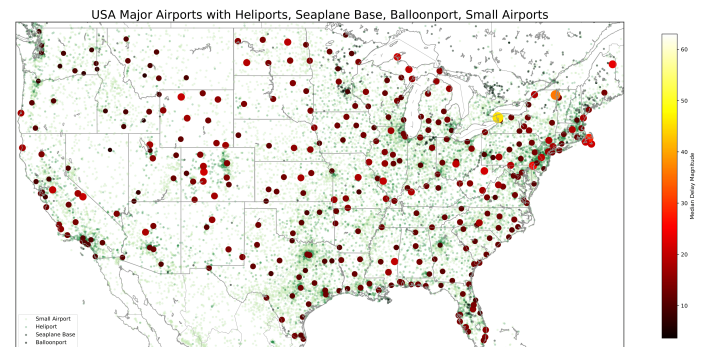 USA Major Airports with Heliports, Seaplane Base, Balloonport, Small Airports
60
50
40
30
20
10
Median Delay Magnitude
Small Airport
Heliport
Seaplane Base
Balloonport